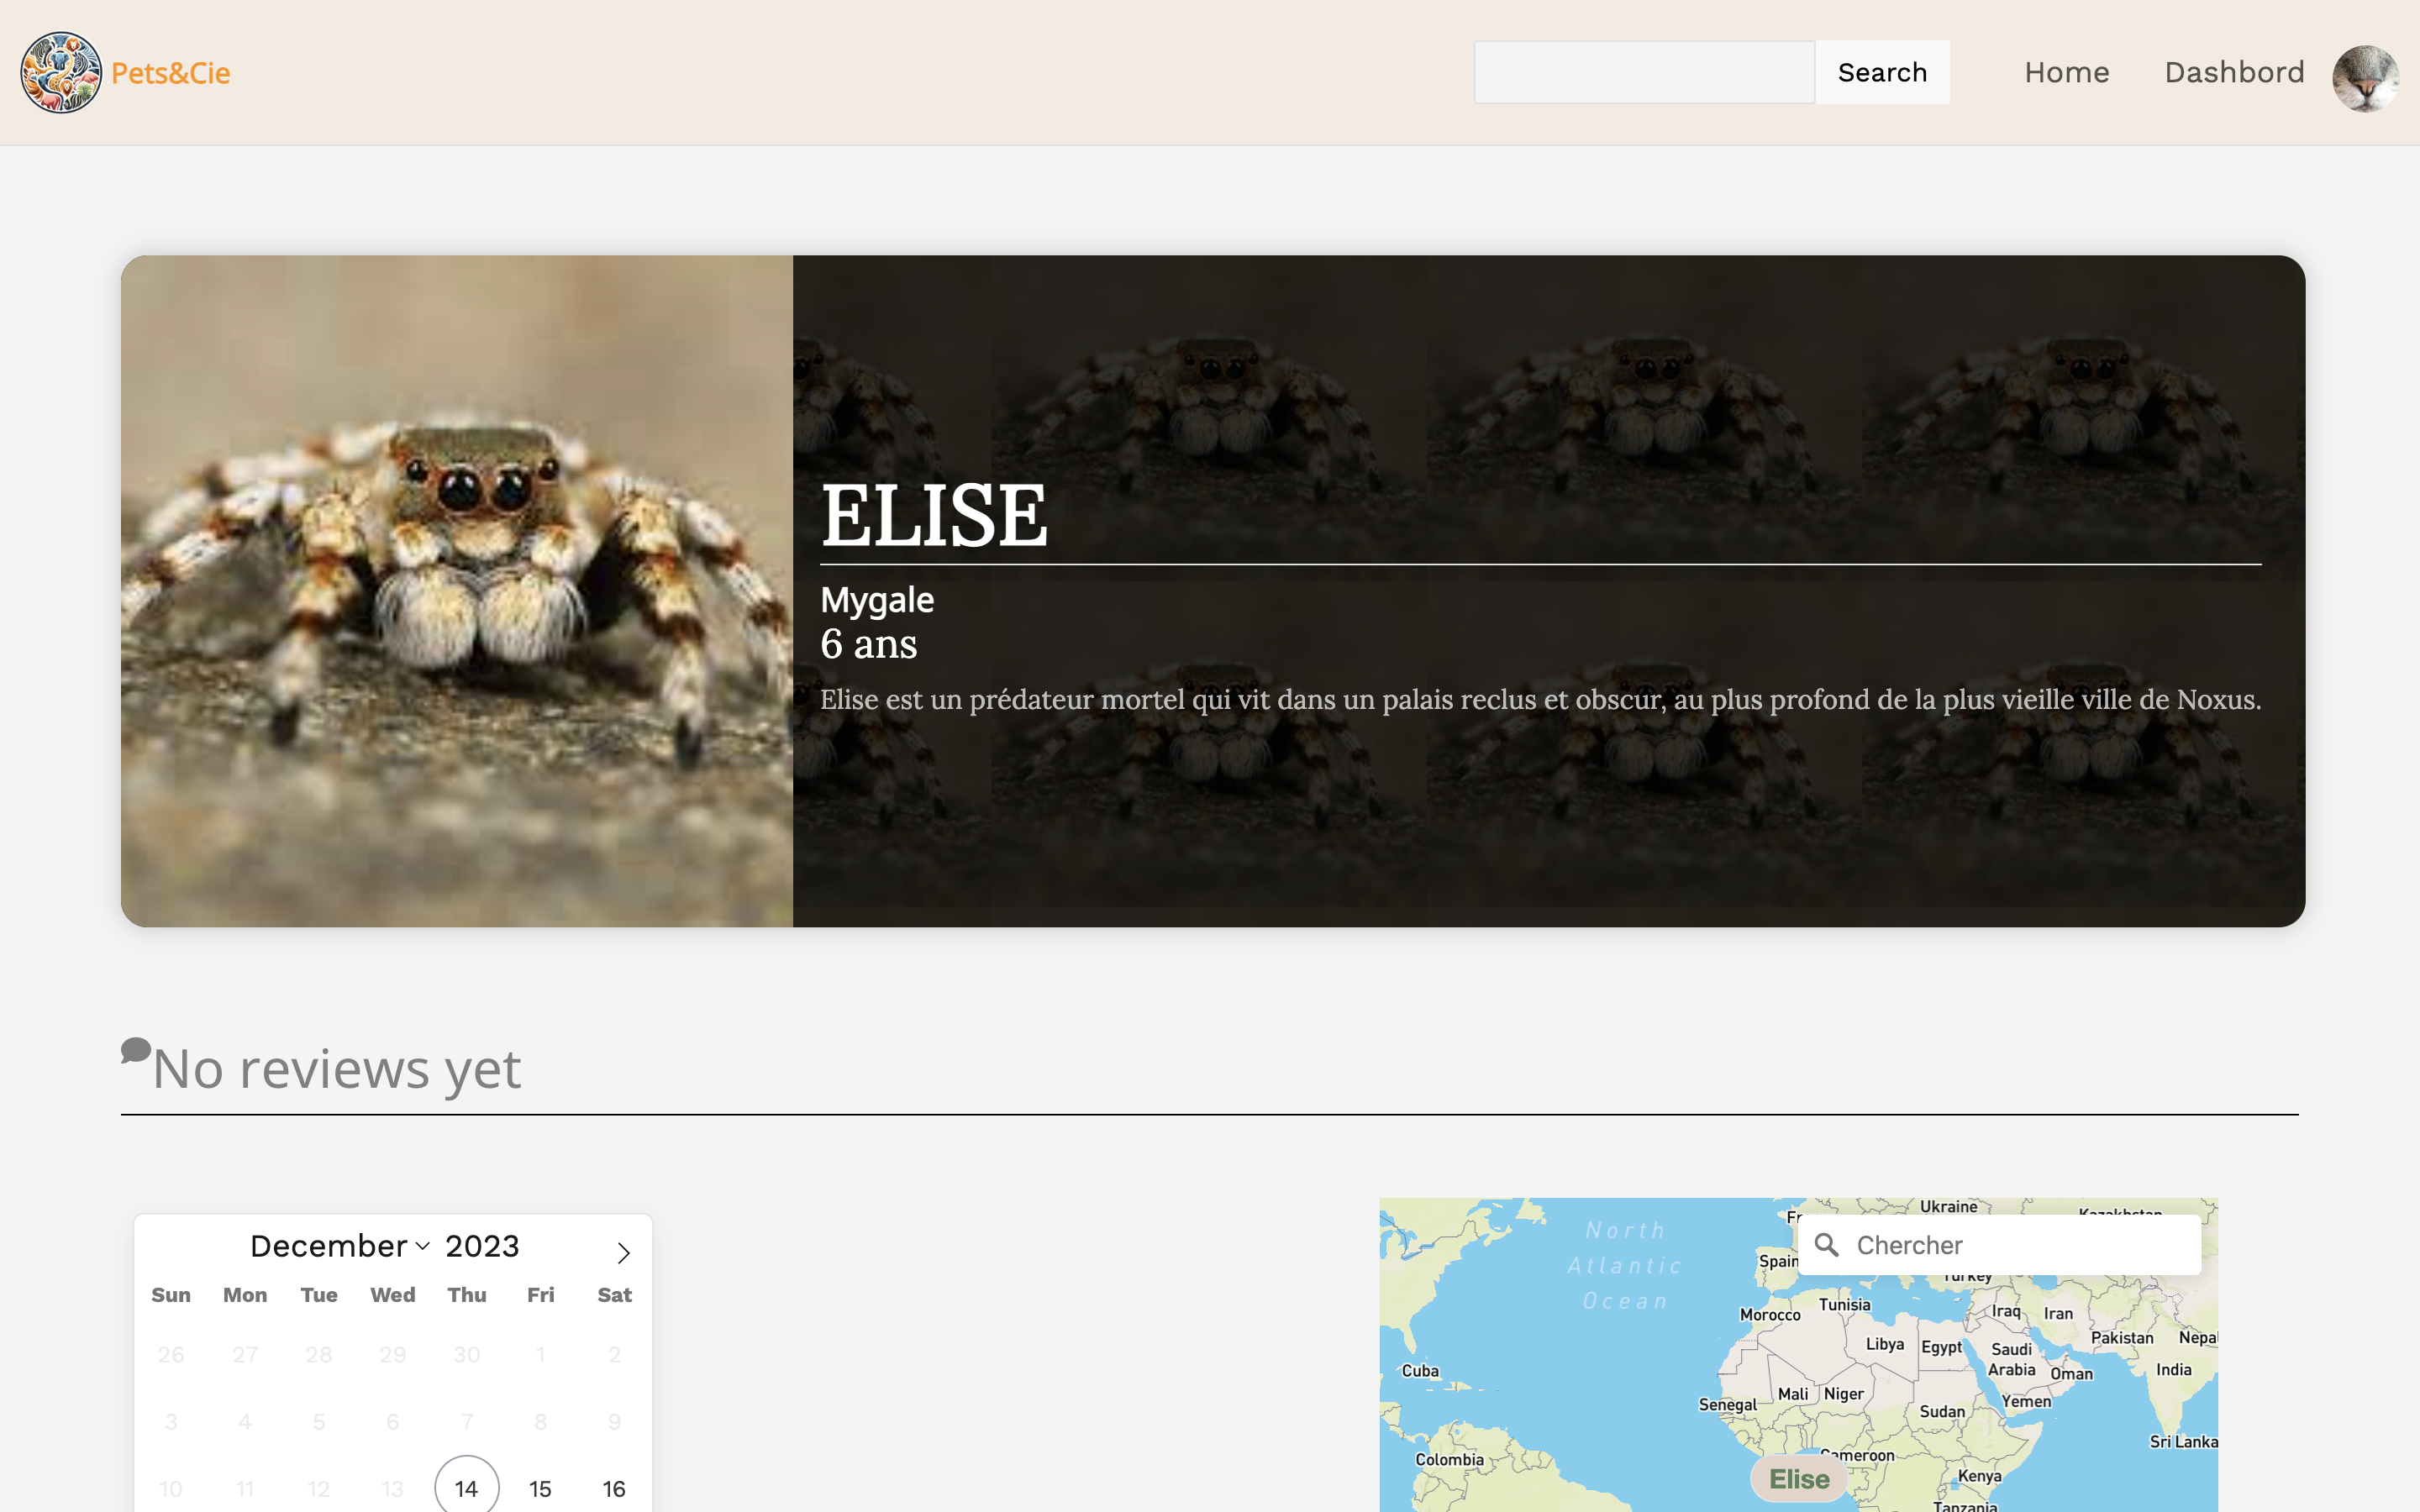 Pets&Cie
Search
Home
Dashbord
ELISE
Mygale
6 ans
Elise est un prédateur mortel qui vit dans un palais reclus et obscur, au plus profond de la plus vieille ville de Noxus.
No reviews yet
December 2023
Sun Mon Tue Wed Thu Fri Sat
26 27 28 29 30 1 2
3 4 5 6 7 8 9
10 11 12 13 14 15 16
Chercher
North
Atlantic
Ocean
Ukraine
Spain
Morocco
Tunisia
Iraq
Iran
Pakistan
Libya
Egypt
Saudi
Arabia
Oman
India
Cuba
Mali
Niger
Senegal
Yemen
Sudan
Sri Lanka
Colombia
Cameroon
Elise
Kenya